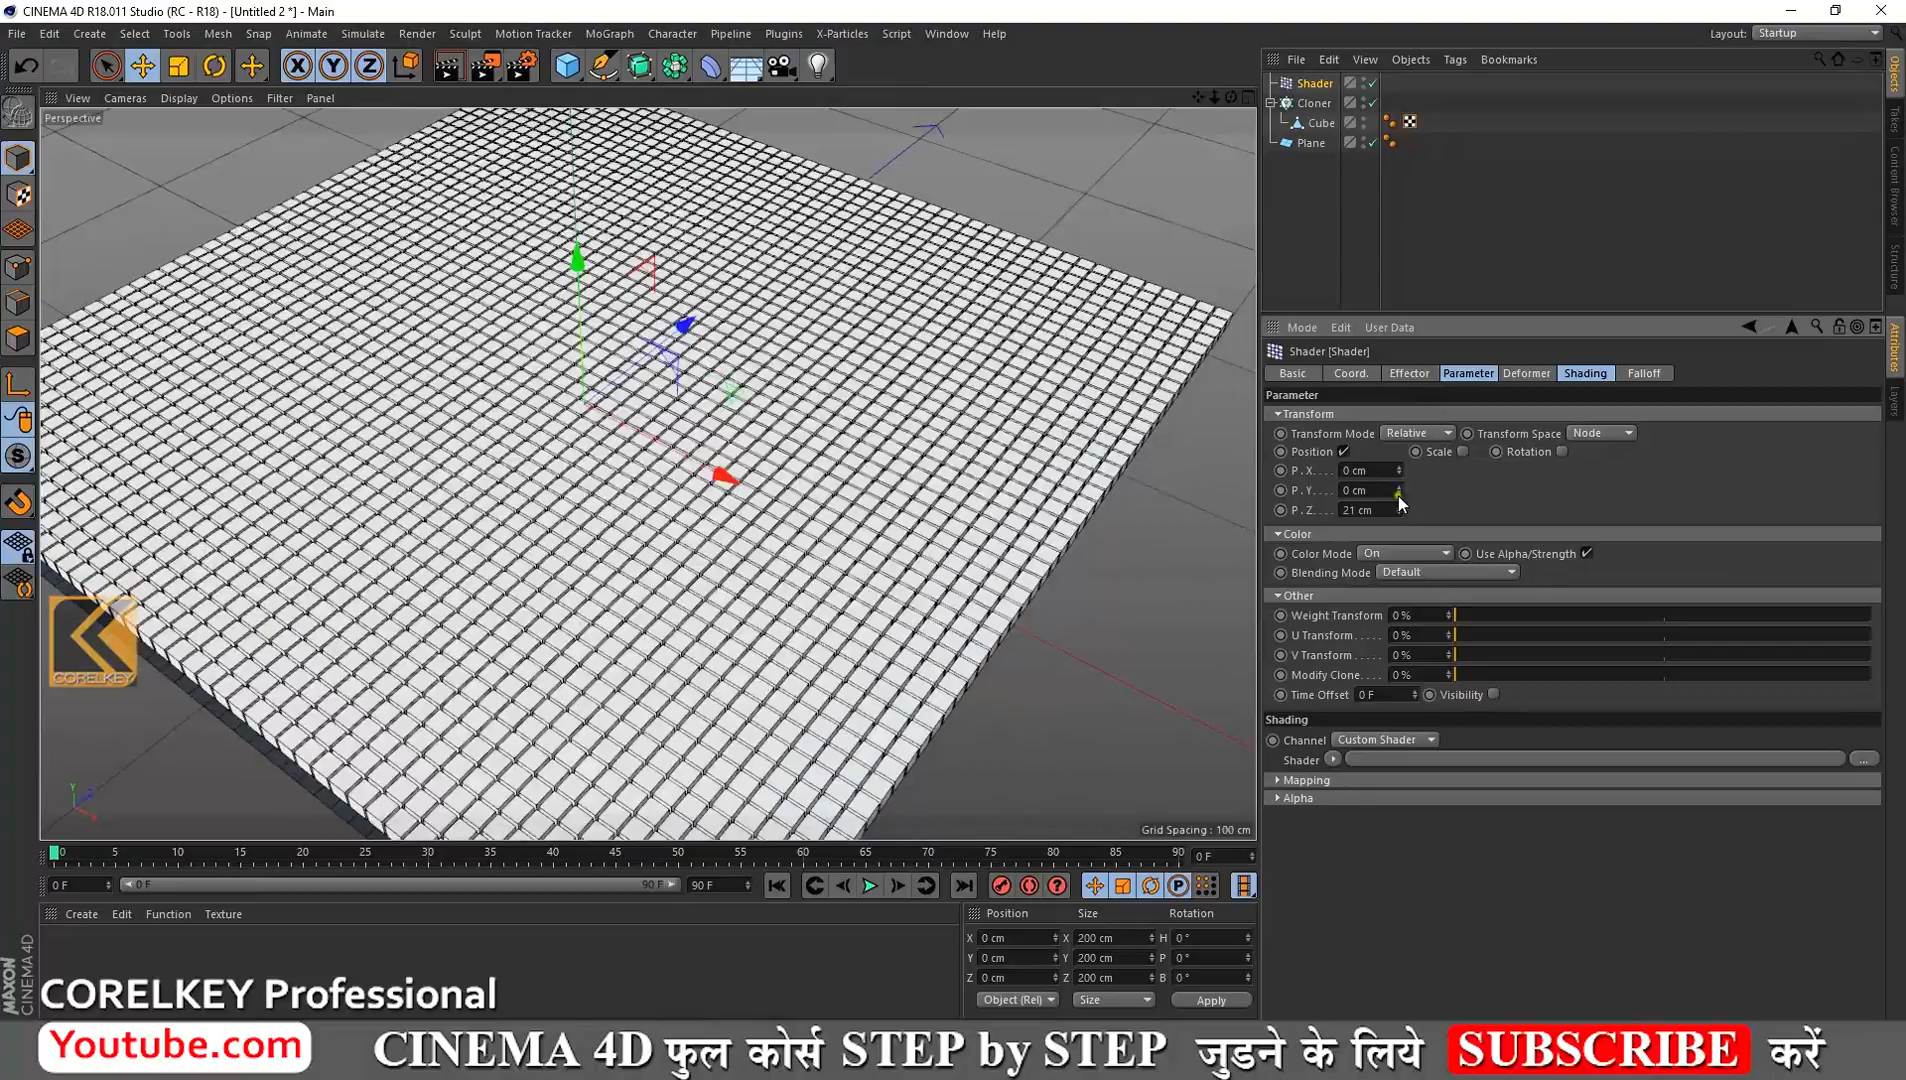 CINEMA 4D R18.011 Studio (RC - R18) - [Untitled 2 *] - Main
File Edit Create Select Tools Mesh Snap Animate Simulate Render Sculpt Motion Tracker MoGraph Character Pipeline Plugins X-Particles Script Window Help Layout: Startup
X Y Z
File Edit View Objects Tags Bookmarks
View Cameras Display Options Filter Panel
Perspective
Shader
Cloner
Cube
Plane
Objects
Takes
Content Browser
Structure
Mode Edit User Data
Attributes
Layers
Shader [Shader]
Basic Coord. Effector Parameter Deformer Shading Falloff
Parameter
Transform
Transform Mode Relative Transform Space Node
Position Scale Rotation
P . X . . . . 0 cm
P . Y . . . . 0 cm
P . Z . . . . 21 cm
Color
Color Mode On Use Alpha/Strength
Blending Mode Default
Other
Weight Transform 0 %
U Transform . . . . . 0 %
V Transform . . . . . 0 %
Modify Clone. . . . 0 %
Time Offset 0 F Visibility
Shading
Channel Custom Shader
Shader ...
Mapping
Alpha
CORELKEY
Y Z X
Grid Spacing : 100 cm
0 5 10 15 20 25 30 35 40 45 50 55 60 65 70 75 80 85 90 0 F
0 F 0 F 90 F 90 F
P
Create Edit Function Texture
Position Size Rotation
X 0 cm X 200 cm H 0 °
Y 0 cm Y 200 cm P 0 °
Z 0 cm Z 200 cm B 0 °
Object (Rel) Size Apply
MAXON
CINEMA 4D
CORELKEY Professional
Youtube.com CINEMA 4D फुल कोर्स STEP by STEP जुडने के लिये SUBSCRIBE करें